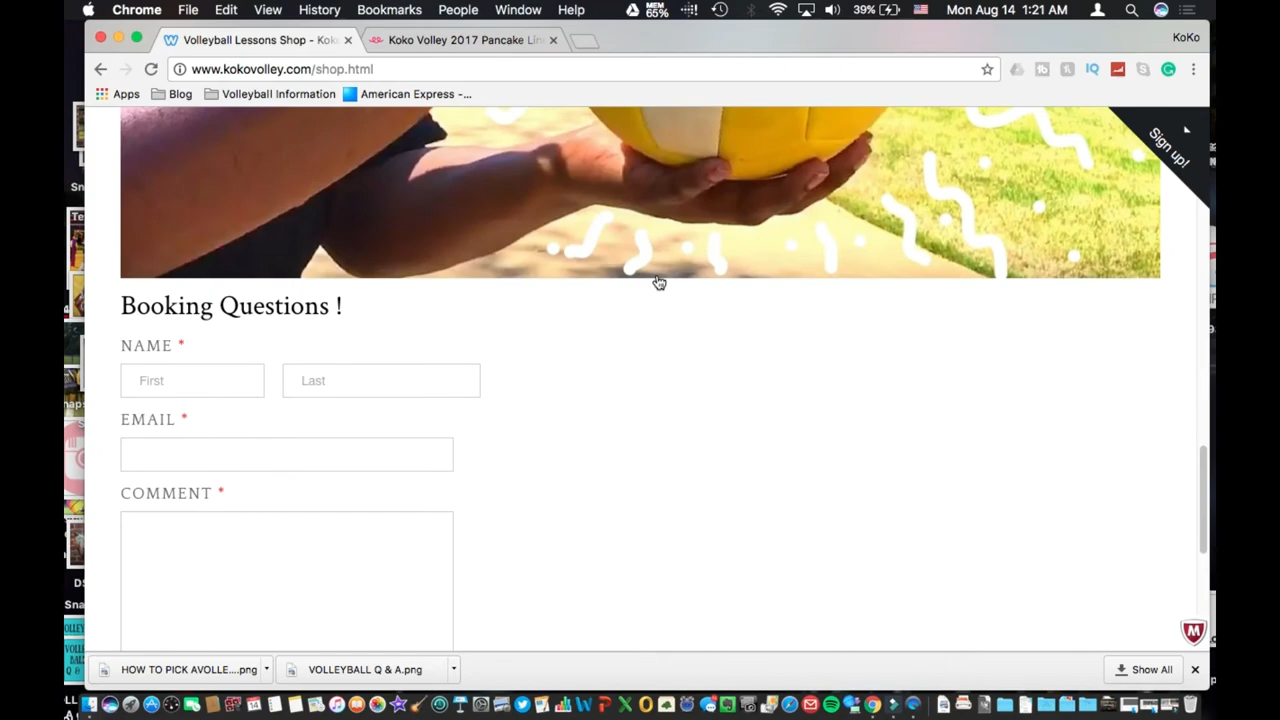 Chrome File Edit View History Bookmarks People Window Help MEM 65% 39% Mon Aug 14 1:21 AM
Volleyball Lessons Shop - Koko Koko Volley 2017 Pancake Lin KoKo
www.kokovolley.com/shop.html
Apps Blog Volleyball Information American Express -...
Sign up!
Booking Questions !
NAME *
First Last
EMAIL *
COMMENT *
HOW TO PICK AVOLLE....png VOLLEYBALL Q & A.png Show All